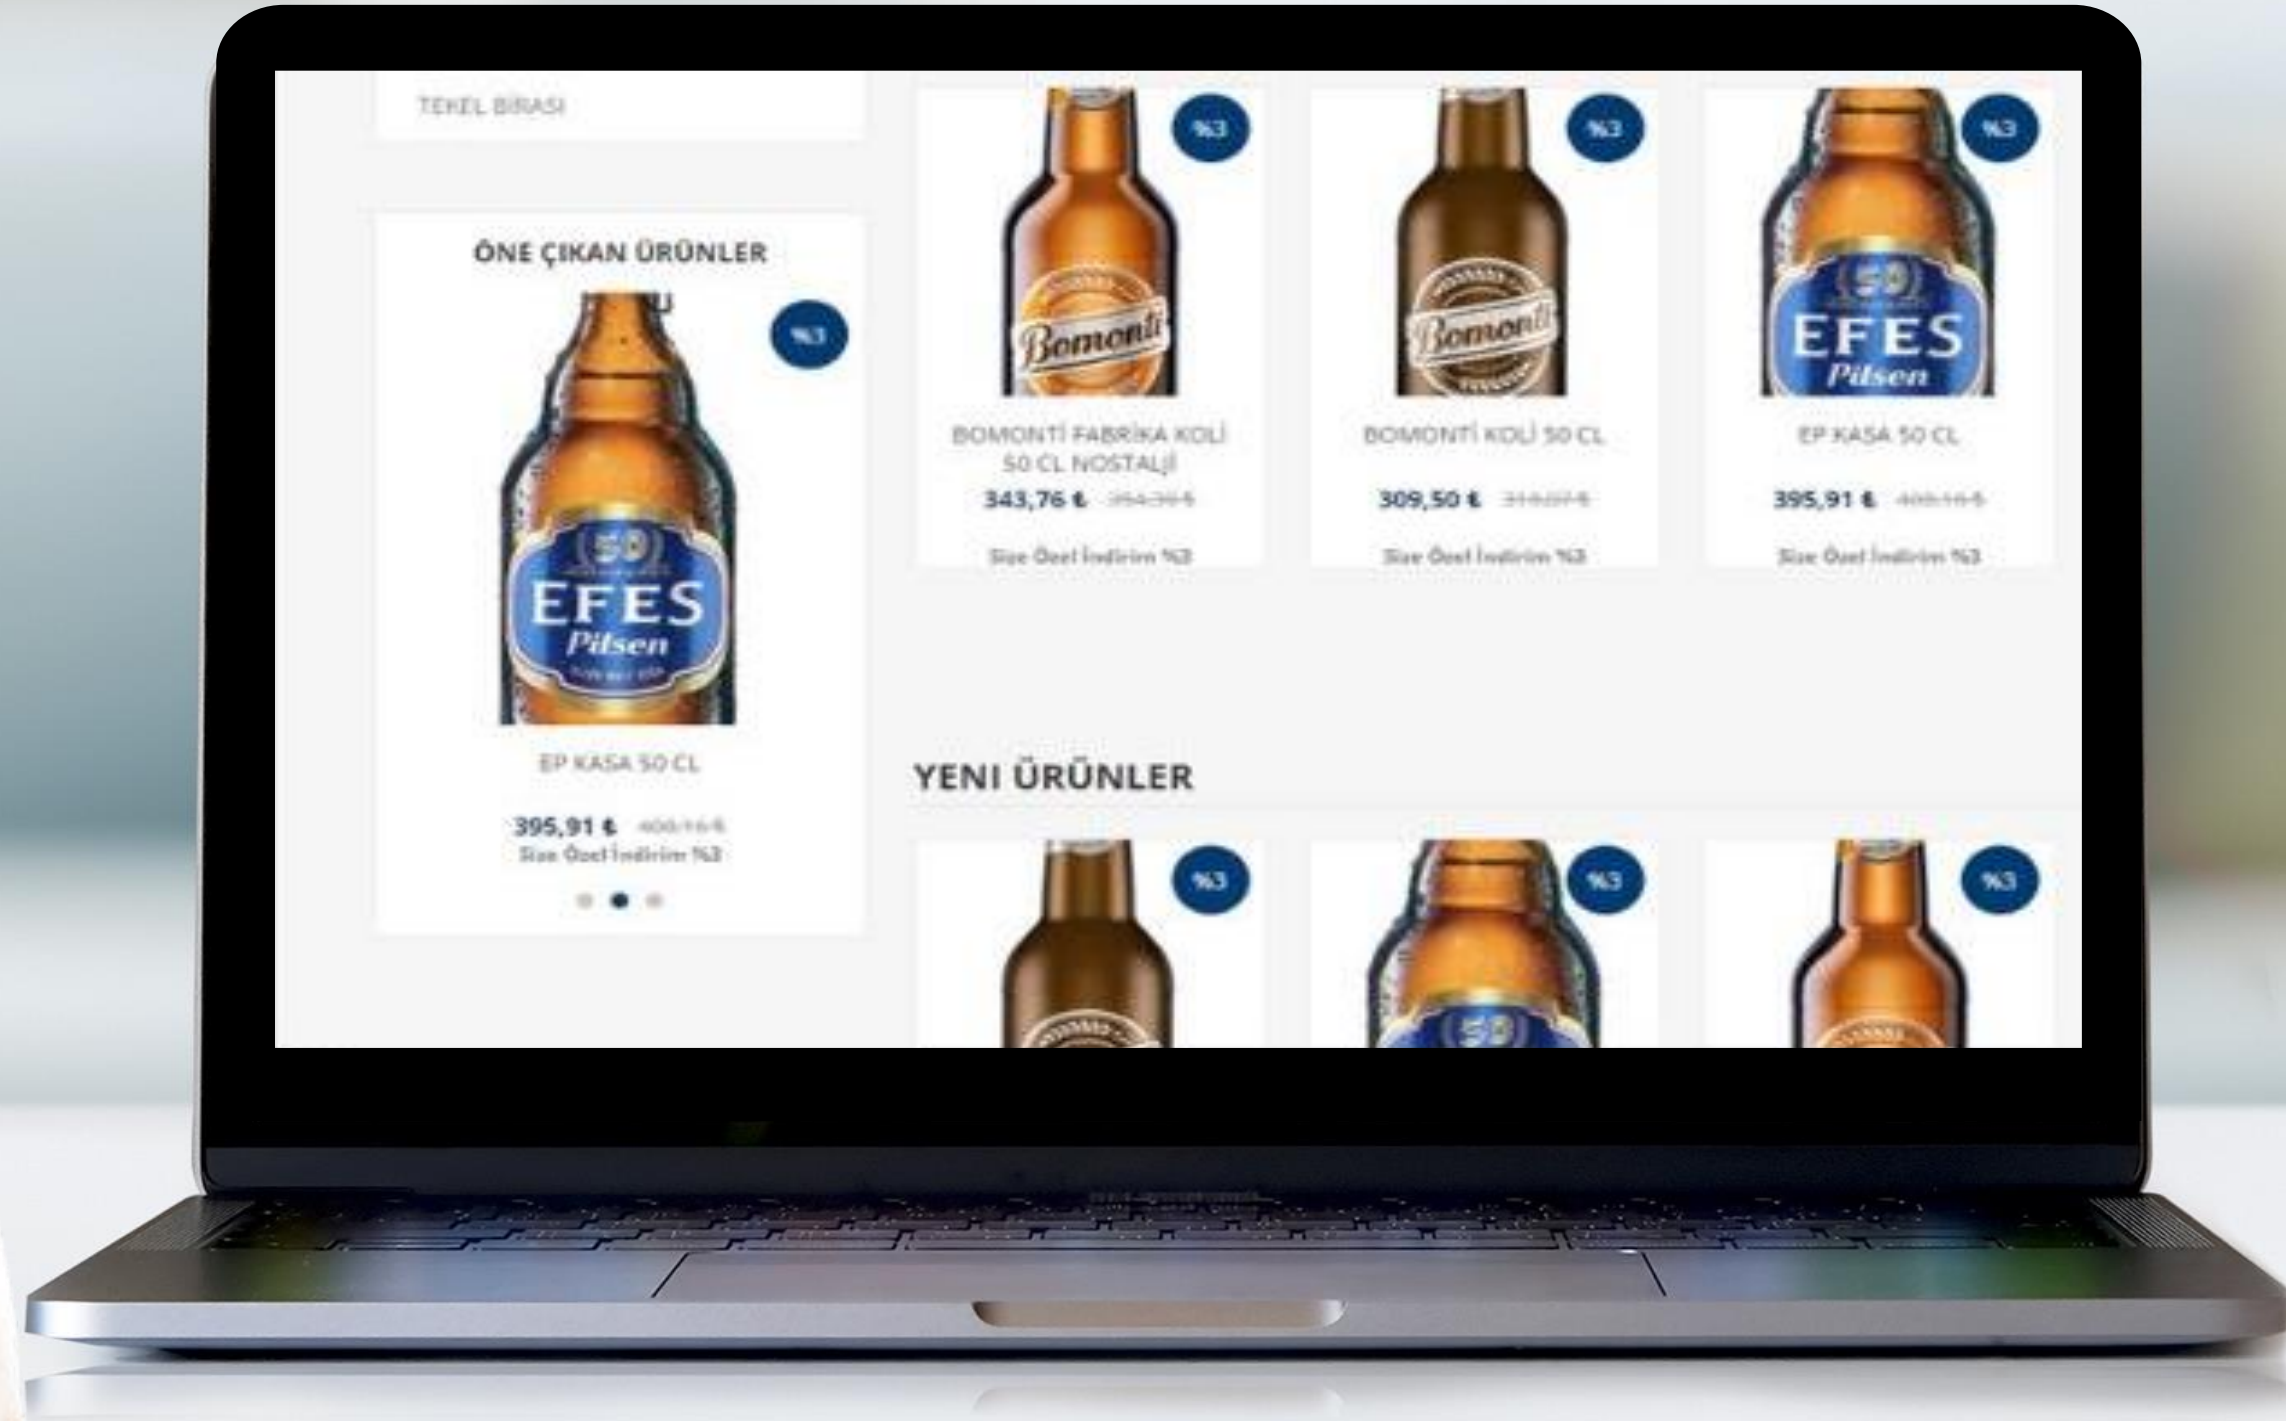 TEKEL BİRASI
ÖNE ÇIKAN ÜRÜNLER
%3
50
EFES
Pilsen
EP KASA 50 CL
395,91 ₺
Size Özel İndirim %3
%3
Bomonti
BOMONTİ FABRİKA KOLİ
50 CL NOSTALJİ
343,76 ₺
Size Özel İndirim %3
%3
Bomonti
BOMONTİ KOLİ 50 CL
309,50 ₺
Size Özel İndirim %3
%3
50
EFES
Pilsen
EP KASA 50 CL
395,91 ₺
Size Özel İndirim %3
YENI ÜRÜNLER
%3
%3
50
%3